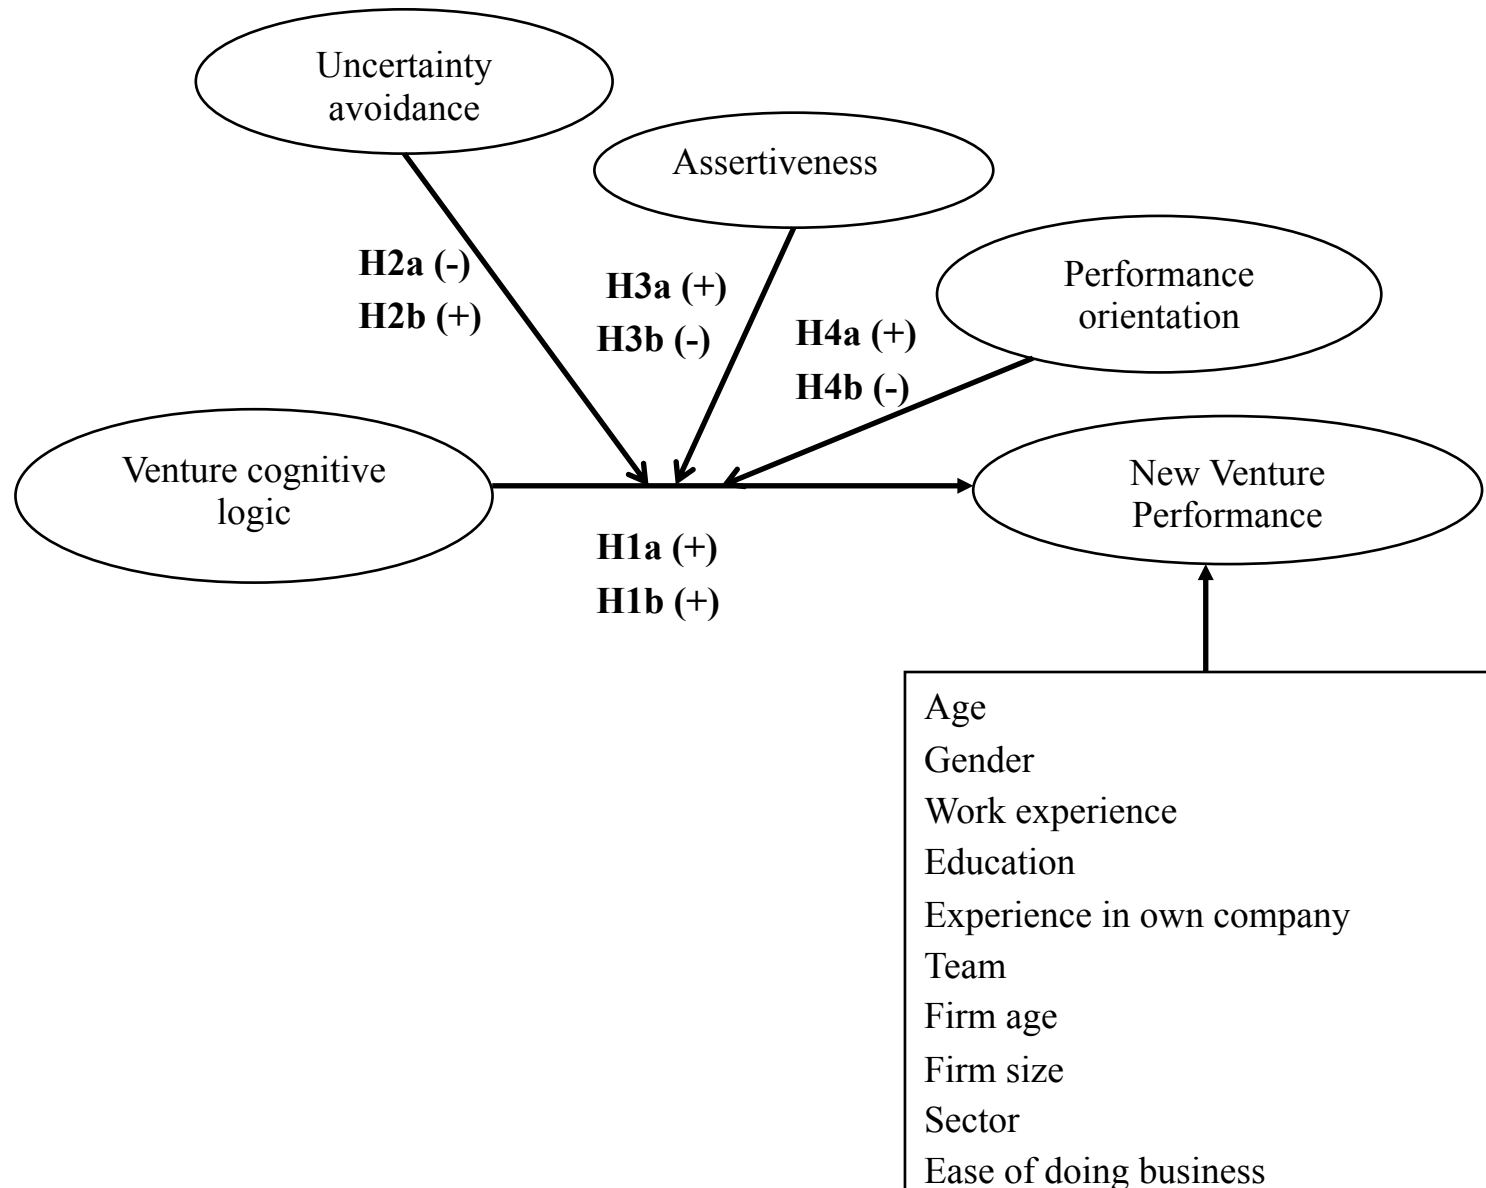 Uncertainty
avoidance
Assertiveness
Performance
orientation
H2a (-)
H2b (+)
H3a (+)
H3b (-)
H4a (+)
H4b (-)
Venture cognitive
logic
New Venture
Performance
H1a (+)
H1b (+)
Age
Gender
Work experience
Education
Experience in own company
Team
Firm age
Firm size
Sector
Ease of doing business